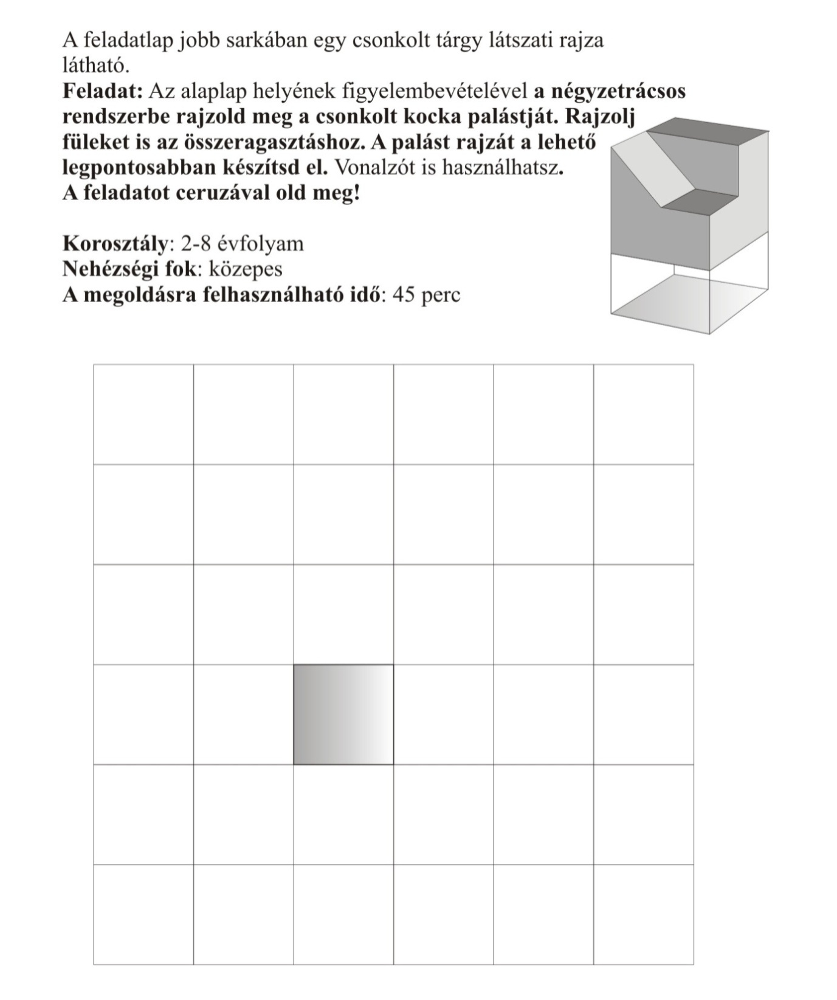 A feladatlap jobb sarkában egy csonkolt tárgy látszati rajza
látható.
Feladat: Az alaplap helyének figyelembevételével a négyzetrácsos
rendszerbe rajzold meg a csonkolt kocka palástját. Rajzolj
füleket is az összeragasztáshoz. A palást rajzát a lehető
legpontosabban készítsd el. Vonalzót is használhatsz.
A feladatot ceruzával old meg!
Korosztály: 2-8 évfolyam
Nehézségi fok: közepes
A megoldásra felhasználható idő: 45 perc